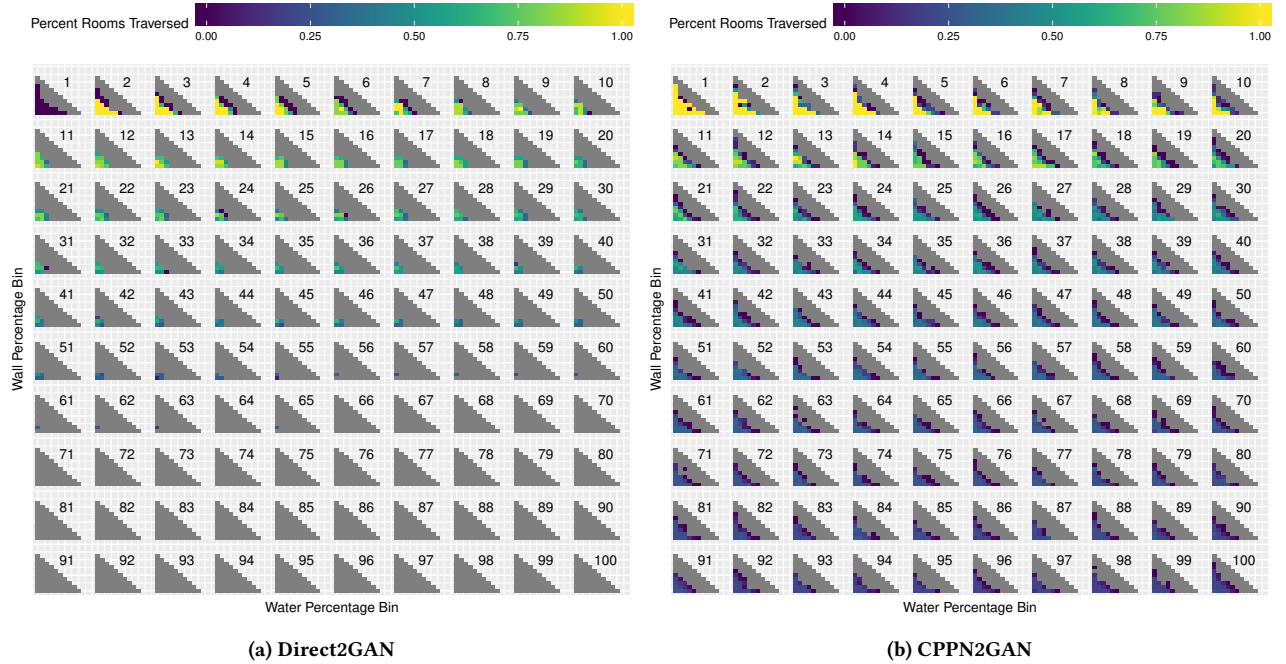 Percent Rooms Traversed
0.00 0.25 0.50 0.75 1.00
1 2 3 4 5 6 7 8 9 10
11 12 13 14 15 16 17 18 19 20
21 22 23 24 25 26 27 28 29 30
31 32 33 34 35 36 37 38 39 40
41 42 43 44 45 46 47 48 49 50
51 52 53 54 55 56 57 58 59 60
61 62 63 64 65 66 67 68 69 70
71 72 73 74 75 76 77 78 79 80
81 82 83 84 85 86 87 88 89 90
91 92 93 94 95 96 97 98 99 100
Wall Percentage Bin
Water Percentage Bin
(a) Direct2GAN
Percent Rooms Traversed
0.00 0.25 0.50 0.75 1.00
1 2 3 4 5 6 7 8 9 10
11 12 13 14 15 16 17 18 19 20
21 22 23 24 25 26 27 28 29 30
31 32 33 34 35 36 37 38 39 40
41 42 43 44 45 46 47 48 49 50
51 52 53 54 55 56 57 58 59 60
61 62 63 64 65 66 67 68 69 70
71 72 73 74 75 76 77 78 79 80
81 82 83 84 85 86 87 88 89 90
91 92 93 94 95 96 97 98 99 100
Wall Percentage Bin
Water Percentage Bin
(b) CPPN2GAN